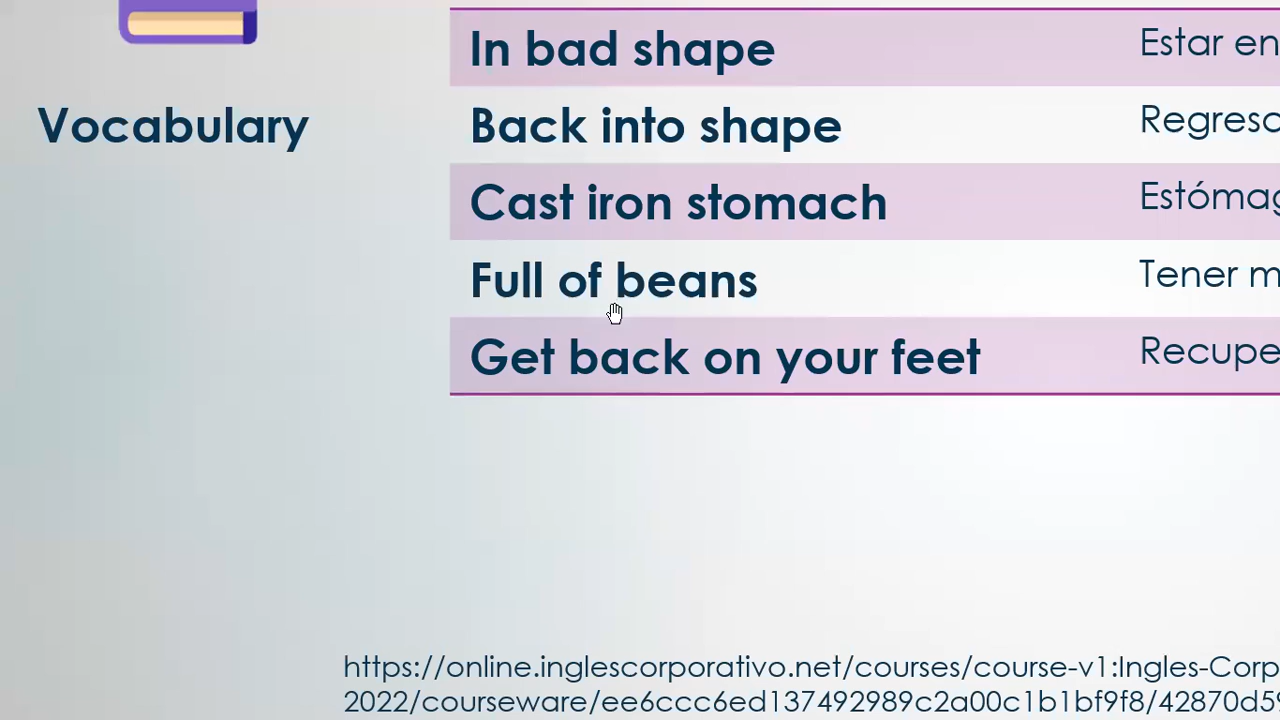 In bad shape Estar en
Vocabulary Back into shape
Cast iron stomach
Full of beans Tener
Get back on your feet
https://online.inglescorporativo.net/courses/course-v1:Ingles-Corp
2022/courseware/ee6ccc6ed137492989c2a00c1b1bf9f8/42870d5